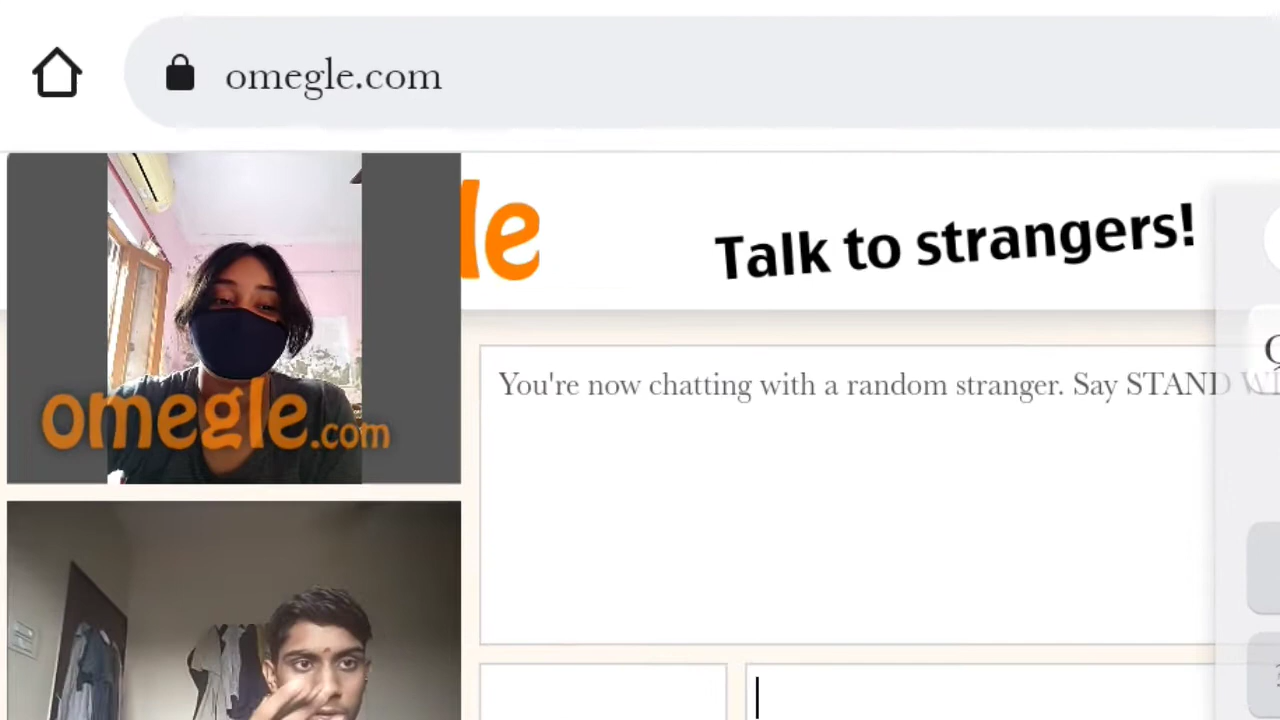 omegle.com
le
Talk to strangers!
You're now chatting with a random stranger. Say STAND
omegle.com